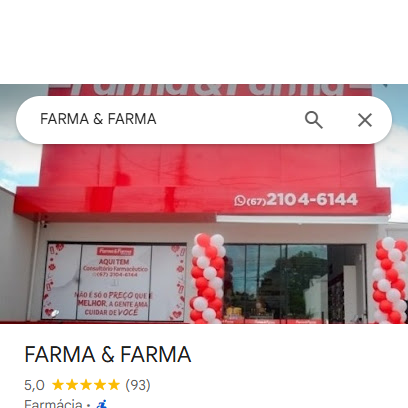 Farma & Farma
FARMA & FARMA
(67) 2104-6144
Farma&Farma
AQUI TEM
Consultório Farmacêutico
(67) 2104-6144
NÃO É SÓ O PREÇO QUE É
MELHOR, A GENTE AMA
CUIDAR DE VOCÊ
FARMA & FARMA
5,0 (93)
Farmácia ·